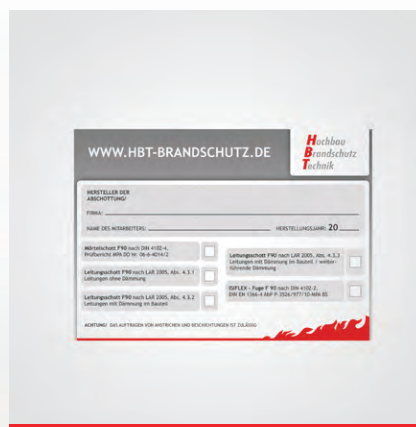 WWW.HBT-BRANDSCHUTZ.DE
Hochbau
Brandschutz
Technik
HERSTELLER DER
ABSCHOTTUNG/
FIRMA:
NAME DES MITARBEITERS: HERSTELLUNGSJAHR: 20
Mörtelschott F90 nach DIN 4102-4,
Prüfbericht MPA DD Nr. 06-6-4014/2
Leitungsschott F90 nach LAR 2005, Abs. 4.3.1
Leitungen ohne Dämmung
Leitungsschott F90 nach LAR 2005, Abs. 4.3.2
Leitungen mit Dämmung im Bauteil
Leitungsschott F90 nach LAR 2005, Abs. 4.3.3
Leitungen mit Dämmung im Bauteil / weiter-
führende Dämmung
ISIFLEX - Fuge F 90 nach DIN 4102-2,
DIN EN 1366-4 ABP P-3526/977/10 MPA BS
ACHTUNG! DAS AUFTRAGEN VON ANSTRICHEN UND BESCHICHTUNGEN IST ZULÄSSIG